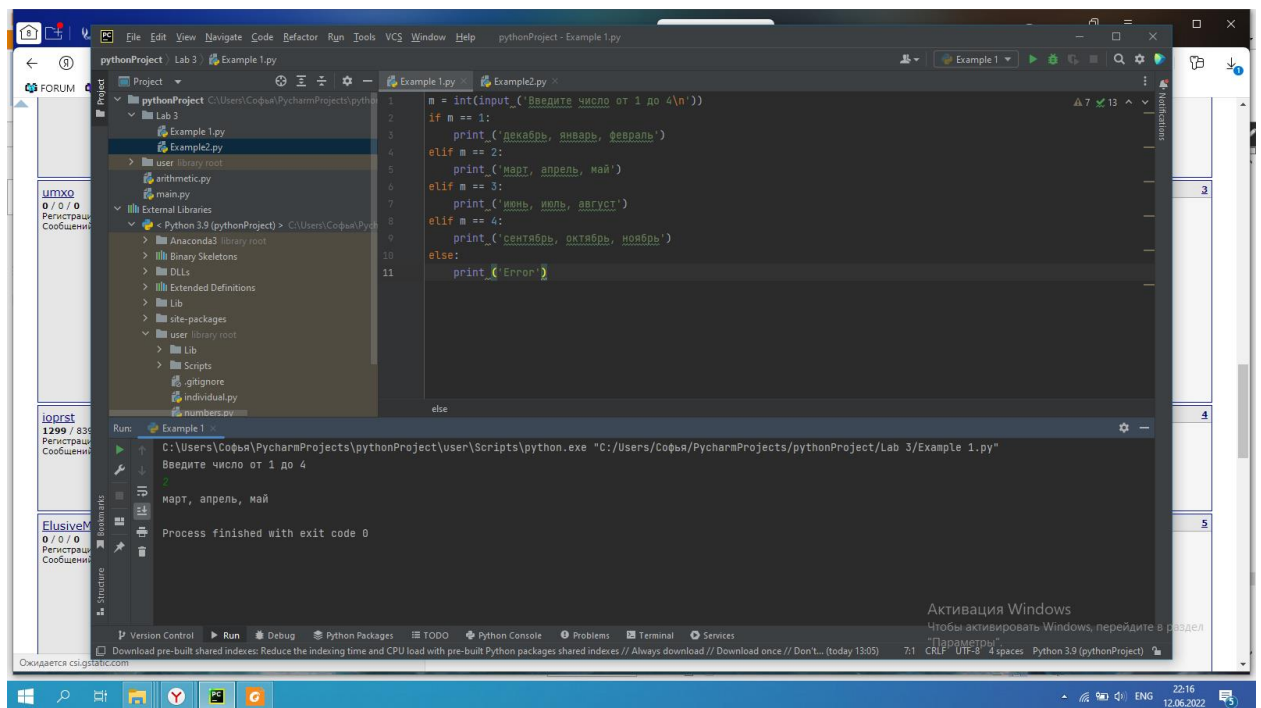 8
File Edit View Navigate Code Refactor Run Tools VCS Window Help pythonProject - Example 1.py
pythonProject Lab 3 Example 1.py
Example 1
FORUM
Project
Project
Example 1.py
Example2.py
Notifications
pythonProject C:\Users\Софья\PycharmProjects\pytho
Lab 3
Example 1.py
Example2.py
user library root
arithmetic.py
main.py
External Libraries
< Python 3.9 (pythonProject) > C:\Users\Софья\Pych
Anaconda3 library root
Binary Skeletons
DLLs
Extended Definitions
Lib
site-packages
user library root
Lib
Scripts
.gitignore
individual.py
numbers.py
7 13
1 m = int(input ('Введите число от 1 до 4\n'))
2 if m == 1:
3 print ('декабрь, январь, февраль')
4 elif m == 2:
5 print ('март, апрель, май')
6 elif m == 3:
7 print ('июнь, июль, август')
8 elif m == 4:
9 print ('сентябрь, октябрь, ноябрь')
10 else:
11 print ('Error')
else
umxo
0 / 0 / 0
3
ioprst
4
ElusiveM
0 / 0 / 0
5
Run: Example 1
C:\Users\Софья\PycharmProjects\pythonProject\user\Scripts\python.exe "C:/Users/Софья/PycharmProjects/pythonProject/Lab 3/Example 1.py"
Введите число от 1 до 4
2
март, апрель, май
Process finished with exit code 0
Bookmarks
Structure
Активация Windows
Чтобы активировать Windows, перейдите в раздел
"Параметры".
Version Control Run Debug Python Packages TODO Python Console Problems Terminal Services
Download pre-built shared indexes: Reduce the indexing time and CPU load with pre-built Python packages shared indexes // Always download // Download once // Don't... (today 13:05) 7:1 CRLF UTF-8 4 spaces Python 3.9 (pythonProject)
Ожидается csi.gstatic.com
ENG
22:16
12.06.2022
5